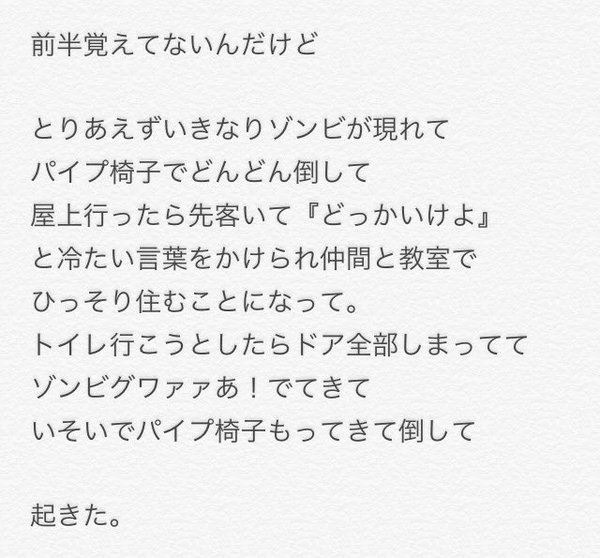 前半覚えてないんだけど
とりあえずいきなりゾンビが現れて
パイプ椅子でどんどん倒して
屋上行ったら先客いて『どっかいけよ』
と冷たい言葉をかけられ仲間と教室で
ひっそり住むことになって。
トイレ行こうとしたらドア全部しまってて
ゾンビグワァァあ！でてきて
いそいでパイプ椅子もってきて倒して
起きた。